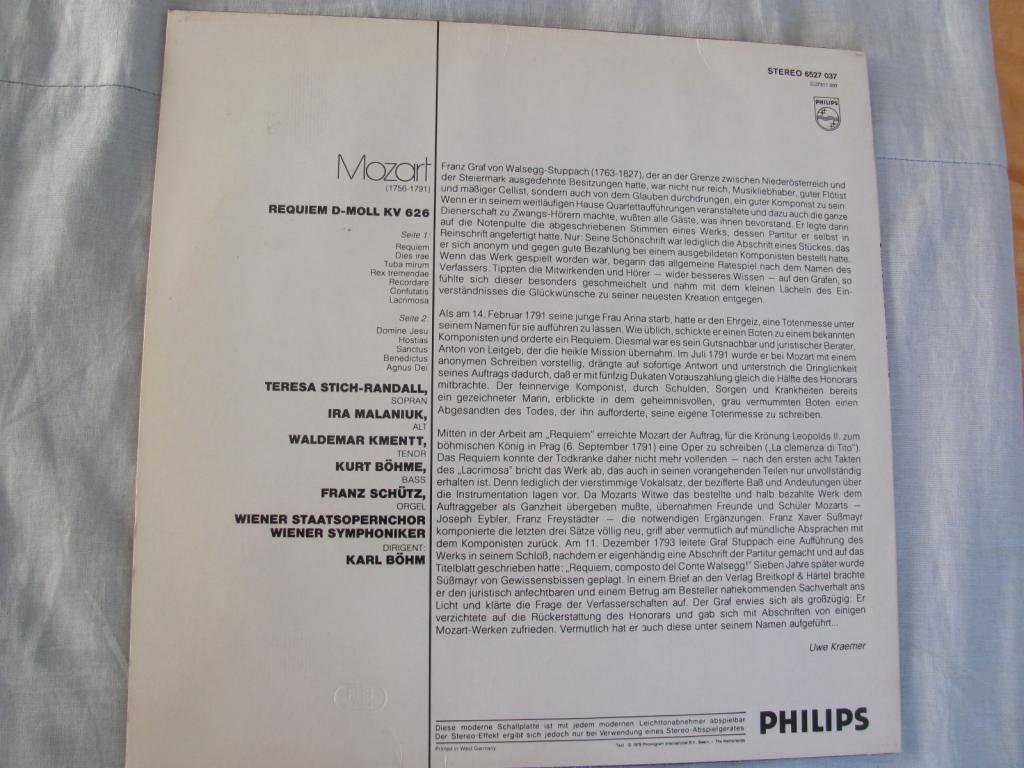 STEREO 6527 037
PHILIPS
Mozart
(1756-1791)
REQUIEM D-MOLL KV 626
Seite 1:
Requiem
Dies irae
Tuba mirum
Rex tremendae
Recordare
Confutatis
Lacrimosa
Seite 2:
Domine Jesu
Hostias
Sanctus
Benedictus
Agnus Dei
TERESA STICH-RANDALL,
SOPRAN
IRA MALANIUK,
ALT
WALDEMAR KMENTT,
TENOR
KURT BÖHME,
BASS
FRANZ SCHÜTZ,
ORGEL
WIENER STAATSOPERNCHOR
WIENER SYMPHONIKER
DIRIGENT:
KARL BÖHM
Franz Graf von Walsegg-Stuppach (1763-1827), der an der Grenze zwischen Niederösterreich und
der Steiermark ausgedehnte Besitzungen hatte, war nicht nur reich, Musikliebhaber, guter Flötist
und mäßiger Cellist, sondern auch von dem Glauben durchdrungen, ein guter Komponist zu sein.
Wenn er in seinem weitläufigen Hause Quartettaufführungen veranstaltete und dazu auch die ganze
Dienerschaft zu Zwangs-Hörern machte, wußten alle Gäste, was ihnen bevorstand. Er legte dann
auf die Notenpulte die abgeschriebenen Stimmen eines Werks, dessen Partitur er selbst in
Reinschrift angefertigt hatte. Nur: Seine Schönschrift war lediglich die Abschrift eines Stückes, das
er sich anonym und gegen gute Bezahlung bei einem ausgebildeten Komponisten bestellt hatte.
Wenn das Werk gespielt worden war, begann das allgemeine Ratespiel nach dem Namen des
Verfassers. Tippten die Mitwirkenden und Hörer — wider besseres Wissen — auf den Grafen, so
fühlte sich dieser besonders geschmeichelt und nahm mit dem kleinen Lächeln des Ein-
verständnisses die Glückwünsche zu seiner neuesten Kreation entgegen.
Als am 14. Februar 1791 seine junge Frau Anna starb, hatte er den Ehrgeiz, eine Totenmesse unter
seinem Namen für sie aufführen zu lassen. Wie üblich, schickte er einen Boten zu einem bekannten
Komponisten und orderte ein Requiem. Diesmal war es sein Gutsnachbar und juristischer Berater,
Anton von Leitgeb, der die heikle Mission übernahm. Im Juli 1791 wurde er bei Mozart mit einem
anonymen Schreiben vorstellig, drängte auf sofortige Antwort und unterstrich die Dringlichkeit
seines Auftrags dadurch, daß er mit fünfzig Dukaten Vorauszahlung gleich die Hälfte des Honorars
mitbrachte. Der feinnervige Komponist, durch Schulden, Sorgen und Krankheiten bereits
ein gezeichneter Mann, erblickte in dem geheimnisvollen, grau vermummten Boten einen
Abgesandten des Todes, der ihn aufforderte, seine eigene Totenmesse zu schreiben.
Mitten in der Arbeit am „Requiem" erreichte Mozart der Auftrag, für die Krönung Leopolds II. zum
böhmischen König in Prag (6. September 1791) eine Oper zu schreiben („La clemenza di Tito").
Das Requiem konnte der Todkranke daher nicht mehr vollenden — nach den ersten acht Takten
des „Lacrimosa" bricht das Werk ab, das auch in seinen vorangehenden Teilen nur unvollständig
erhalten ist. Denn lediglich der vierstimmige Vokalsatz, der bezifferte Baß und Andeutungen über
die Instrumentation lagen vor. Da Mozarts Witwe das bestellte und halb bezahlte Werk dem
Auftraggeber als Ganzheit übergeben mußte, übernahmen Freunde und Schüler Mozarts —
Joseph Eybler, Franz Freystädter — die notwendigen Ergänzungen. Franz Xaver Süßmayr
komponierte die letzten drei Sätze völlig neu, griff aber vermutlich auf mündliche Absprachen mit
dem Komponisten zurück. Am 11. Dezember 1793 leitete Graf Stuppach eine Aufführung des
Werks in seinem Schloß, nachdem er eigenhändig eine Abschrift der Partitur gemacht und auf das
Titelblatt geschrieben hatte: „Requiem, composto del Conte Walsegg!" Sieben Jahre später wurde
Süßmayr von Gewissensbissen geplagt. In einem Brief an den Verlag Breitkopf & Härtel brachte
er den juristisch anfechtbaren und einem Betrug am Besteller nahekommenden Sachverhalt ans
Licht und klärte die Frage der Verfasserschaften auf. Der Graf erwies sich als großzügig: Er
verzichtete auf die Rückerstattung des Honorars und gab sich mit Abschriften von einigen
Mozart-Werken zufrieden. Vermutlich hat er auch diese unter seinem Namen aufgeführt...
Uwe Kraemer
Diese moderne Schallplatte ist mit jedem modernen Leichttonabnehmer abspielbar
Der Stereo-Effekt ergibt sich jedoch nur bei Verwendung eines Stereo-Abspielgerätes.
PHILIPS
Printed in West Germany
Text © 1979 Phonogram International B.V., Baarn – The Netherlands